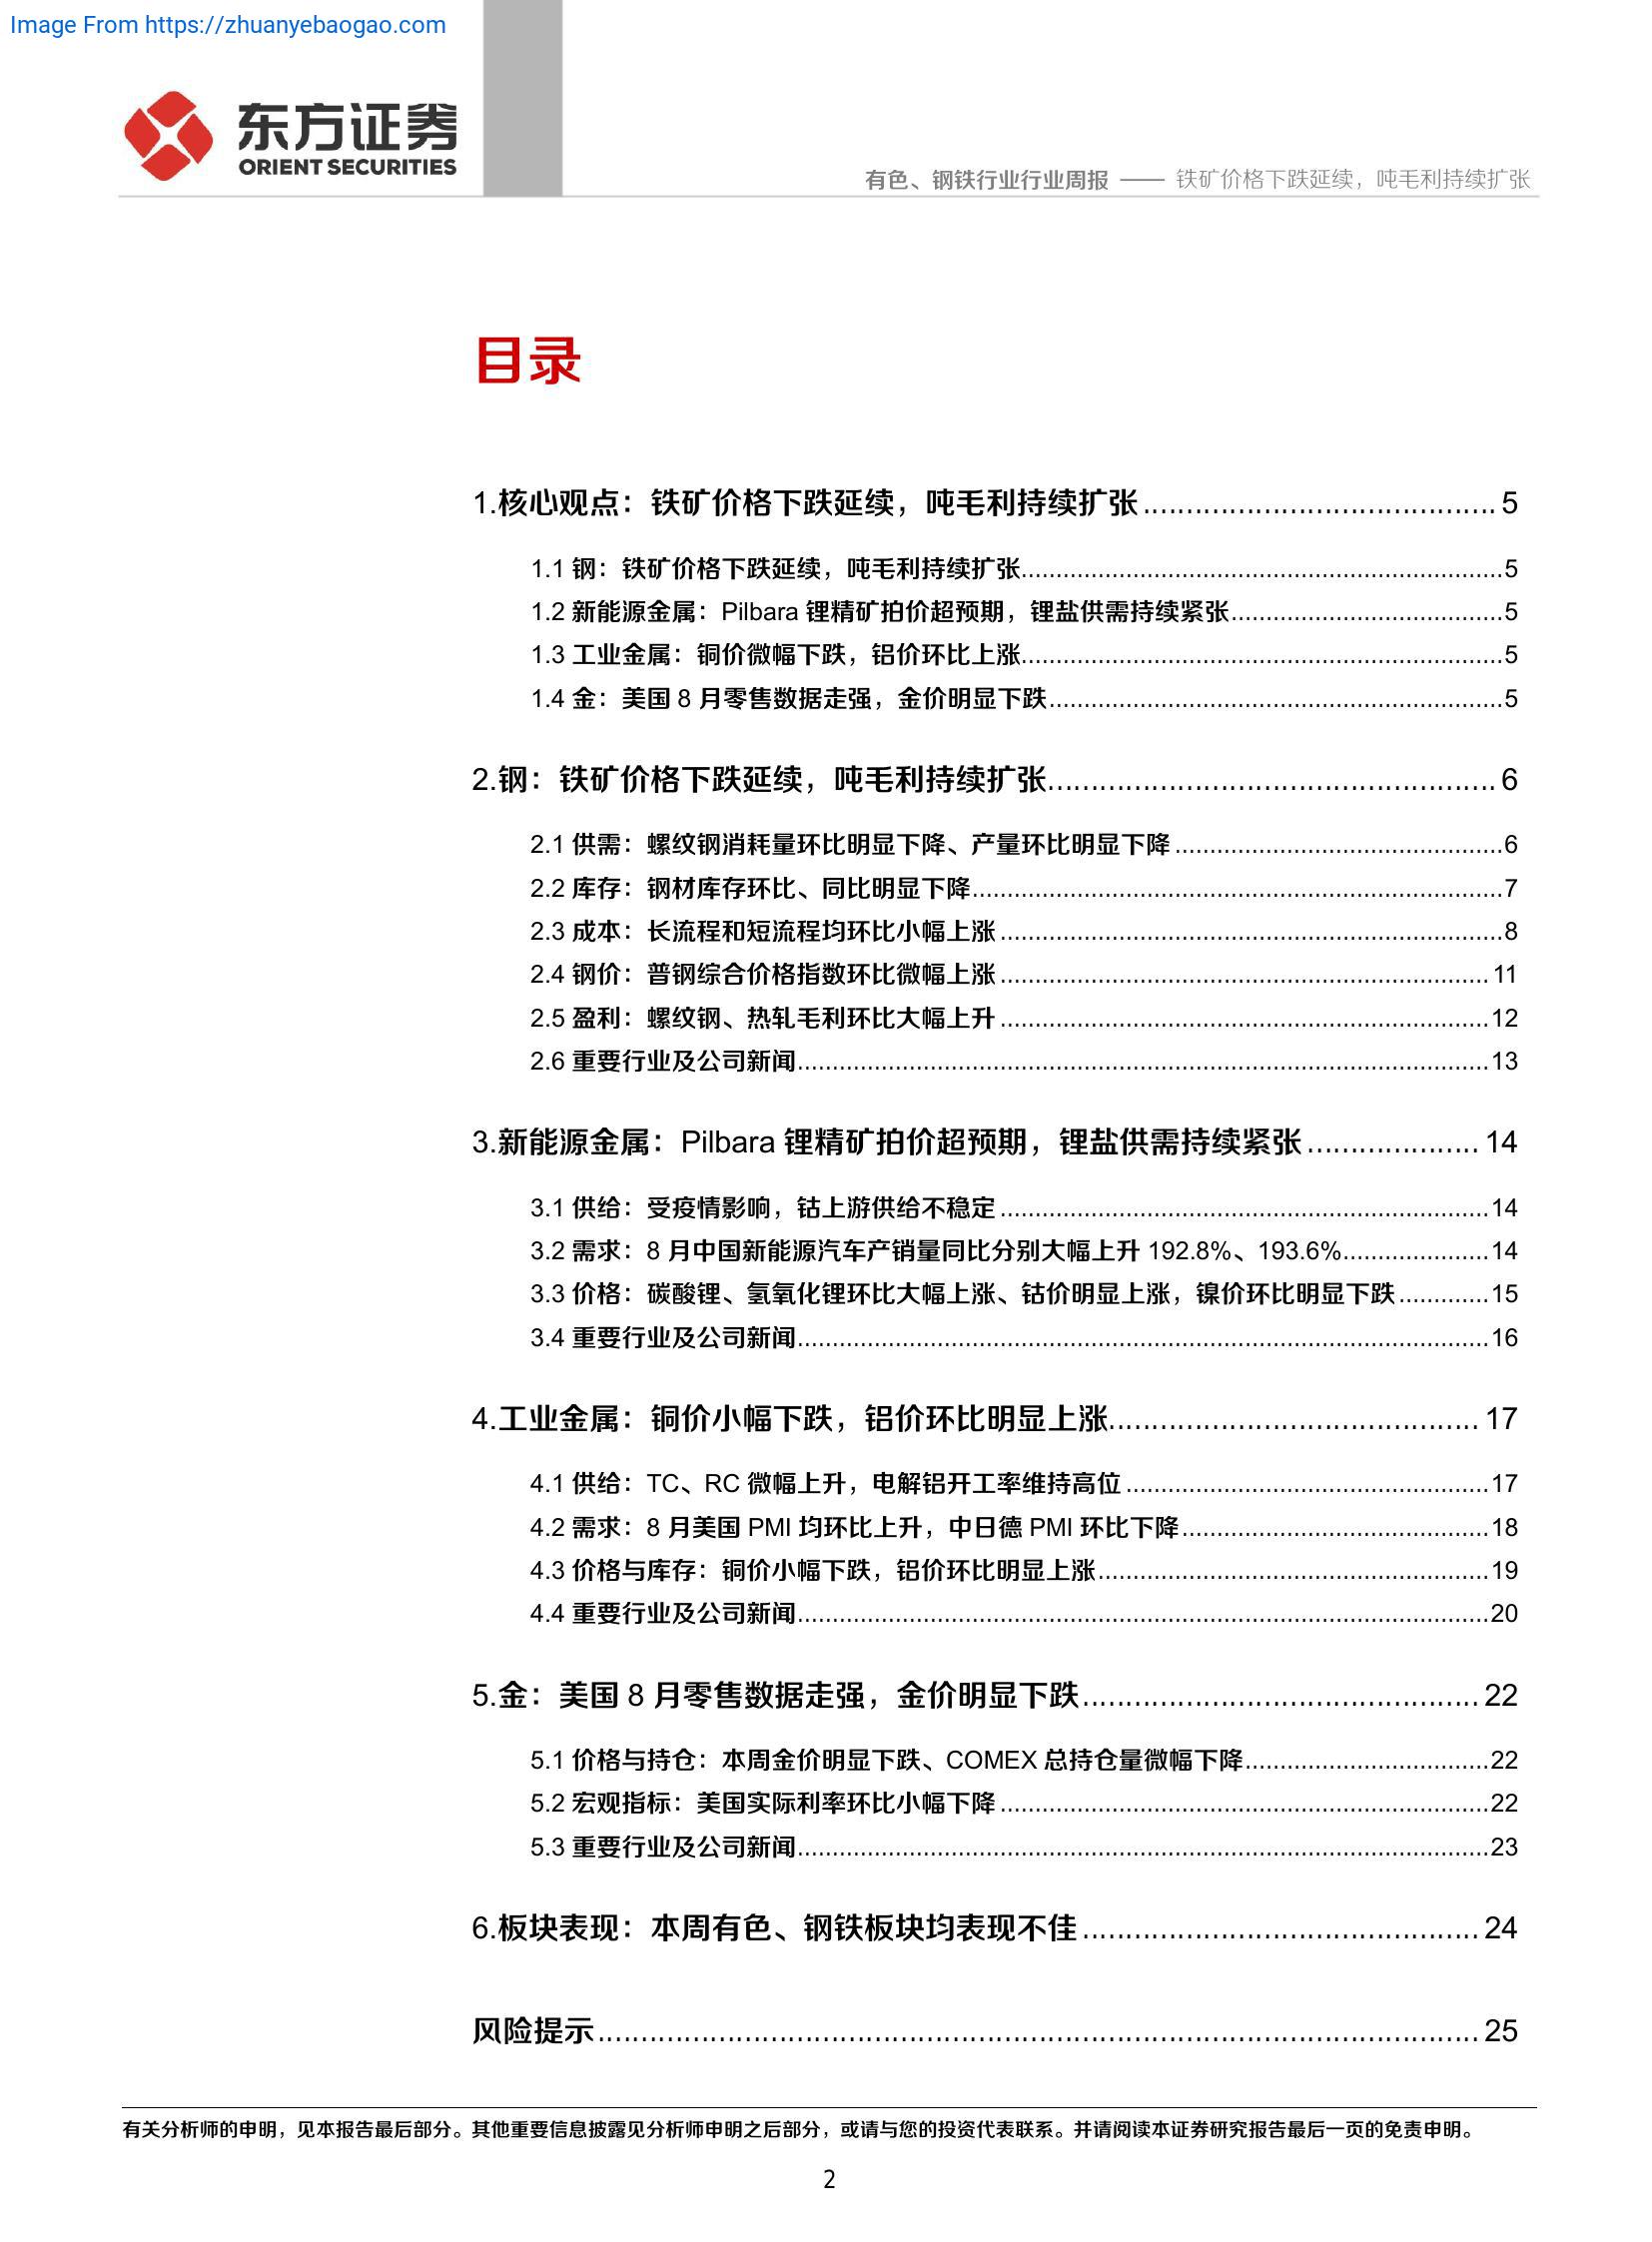 Image From https://zhuanyebaogao.com
东方证券
ORIENT SECURITIES
有色、钢铁行业行业周报 —— 铁矿价格下跌延续，吨毛利持续扩张
目录
1.核心观点：铁矿价格下跌延续，吨毛利持续扩张......................................... 5
1.1 钢：铁矿价格下跌延续，吨毛利持续扩张.....................................................................5
1.2 新能源金属：Pilbara 锂精矿拍价超预期，锂盐供需持续紧张.......................................5
1.3 工业金属：铜价微幅下跌，铝价环比上涨.....................................................................5
1.4 金：美国 8 月零售数据走强，金价明显下跌.................................................................5
2.钢：铁矿价格下跌延续，吨毛利持续扩张.................................................... 6
2.1 供需：螺纹钢消耗量环比明显下降、产量环比明显下降...............................................6
2.2 库存：钢材库存环比、同比明显下降............................................................................7
2.3 成本：长流程和短流程均环比小幅上涨........................................................................8
2.4 钢价：普钢综合价格指数环比微幅上涨...................................................................... 11
2.5 盈利：螺纹钢、热轧毛利环比大幅上升......................................................................12
2.6 重要行业及公司新闻...................................................................................................13
3.新能源金属：Pilbara 锂精矿拍价超预期，锂盐供需持续紧张.................... 14
3.1 供给：受疫情影响，钴上游供给不稳定......................................................................14
3.2 需求：8 月中国新能源汽车产销量同比分别大幅上升 192.8%、193.6%.....................14
3.3 价格：碳酸锂、氢氧化锂环比大幅上涨、钴价明显上涨，镍价环比明显下跌.............15
3.4 重要行业及公司新闻...................................................................................................16
4.工业金属：铜价小幅下跌，铝价环比明显上涨........................................... 17
4.1 供给：TC、RC 微幅上升，电解铝开工率维持高位....................................................17
4.2 需求：8 月美国 PMI 均环比上升，中日德 PMI 环比下降............................................18
4.3 价格与库存：铜价小幅下跌，铝价环比明显上涨........................................................19
4.4 重要行业及公司新闻...................................................................................................20
5.金：美国 8 月零售数据走强，金价明显下跌.............................................. 22
5.1 价格与持仓：本周金价明显下跌、COMEX 总持仓量微幅下降...................................22
5.2 宏观指标：美国实际利率环比小幅下降......................................................................22
5.3 重要行业及公司新闻...................................................................................................23
6.板块表现：本周有色、钢铁板块均表现不佳.............................................. 24
风险提示...................................................................................................... 25
有关分析师的申明，见本报告最后部分。其他重要信息披露见分析师申明之后部分，或请与您的投资代表联系。并请阅读本证券研究报告最后一页的免责申明。
2